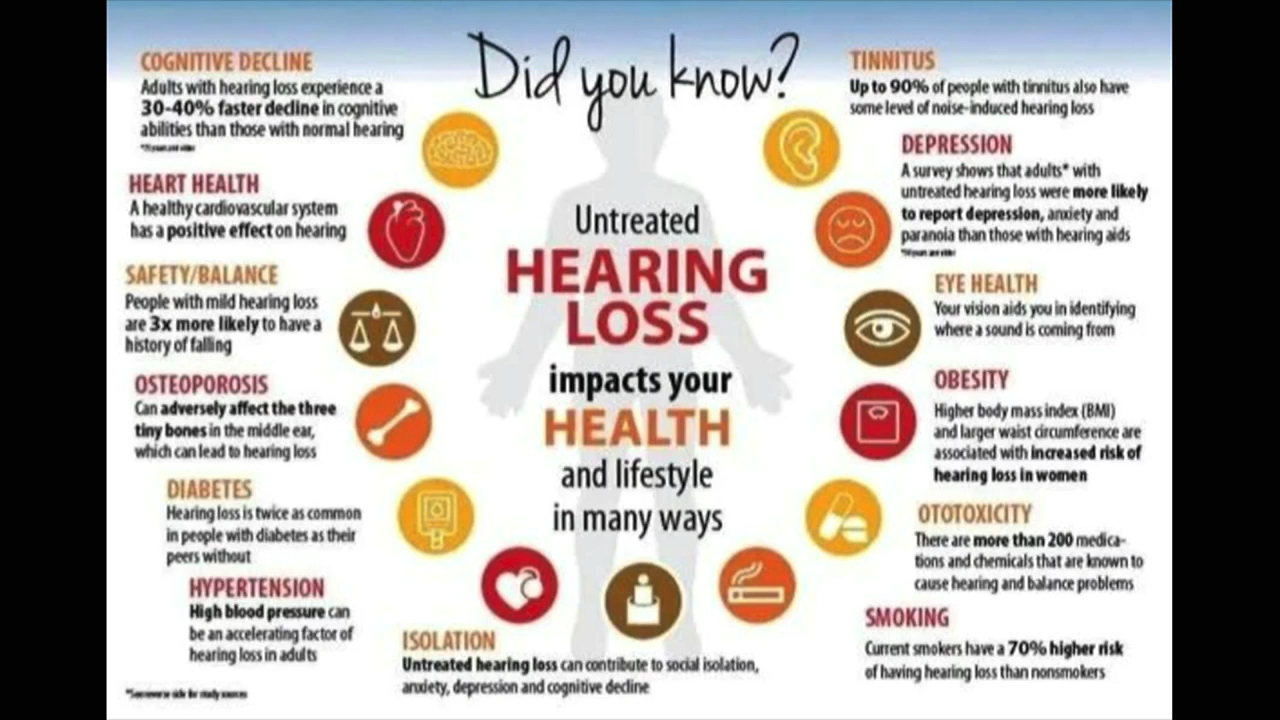 Did you know?
COGNITIVE DECLINE
Adults with hearing loss experience a
30-40% faster decline in cognitive
abilities than those with normal hearing
HEART HEALTH
A healthy cardiovascular system
has a positive effect on hearing
SAFETY/BALANCE
People with mild hearing loss
are 3x more likely to have a
history of falling
OSTEOPOROSIS
Can adversely affect the three
tiny bones in the middle ear,
which can lead to hearing loss
DIABETES
Hearing loss is twice as common
in people with diabetes as their
peers without
HYPERTENSION
High blood pressure can
be an accelerating factor of
hearing loss in adults
Untreated
HEARING
LOSS
impacts your
HEALTH
and lifestyle
in many ways
ISOLATION
Untreated hearing loss can contribute to social isolation,
anxiety, depression and cognitive decline
TINNITUS
Up to 90% of people with tinnitus also have
some level of noise-induced hearing loss
DEPRESSION
A survey shows that adults* with
untreated hearing loss were more likely
to report depression, anxiety and
paranoia than those with hearing aids
EYE HEALTH
Your vision aids you in identifying
where a sound is coming from
OBESITY
Higher body mass index (BMI)
and larger waist circumference are
associated with increased risk of
hearing loss in women
OTOTOXICITY
There are more than 200 medica-
tions and chemicals that are known to
cause hearing and balance problems
SMOKING
Current smokers have a 70% higher risk
of having hearing loss than nonsmokers
side for study sources